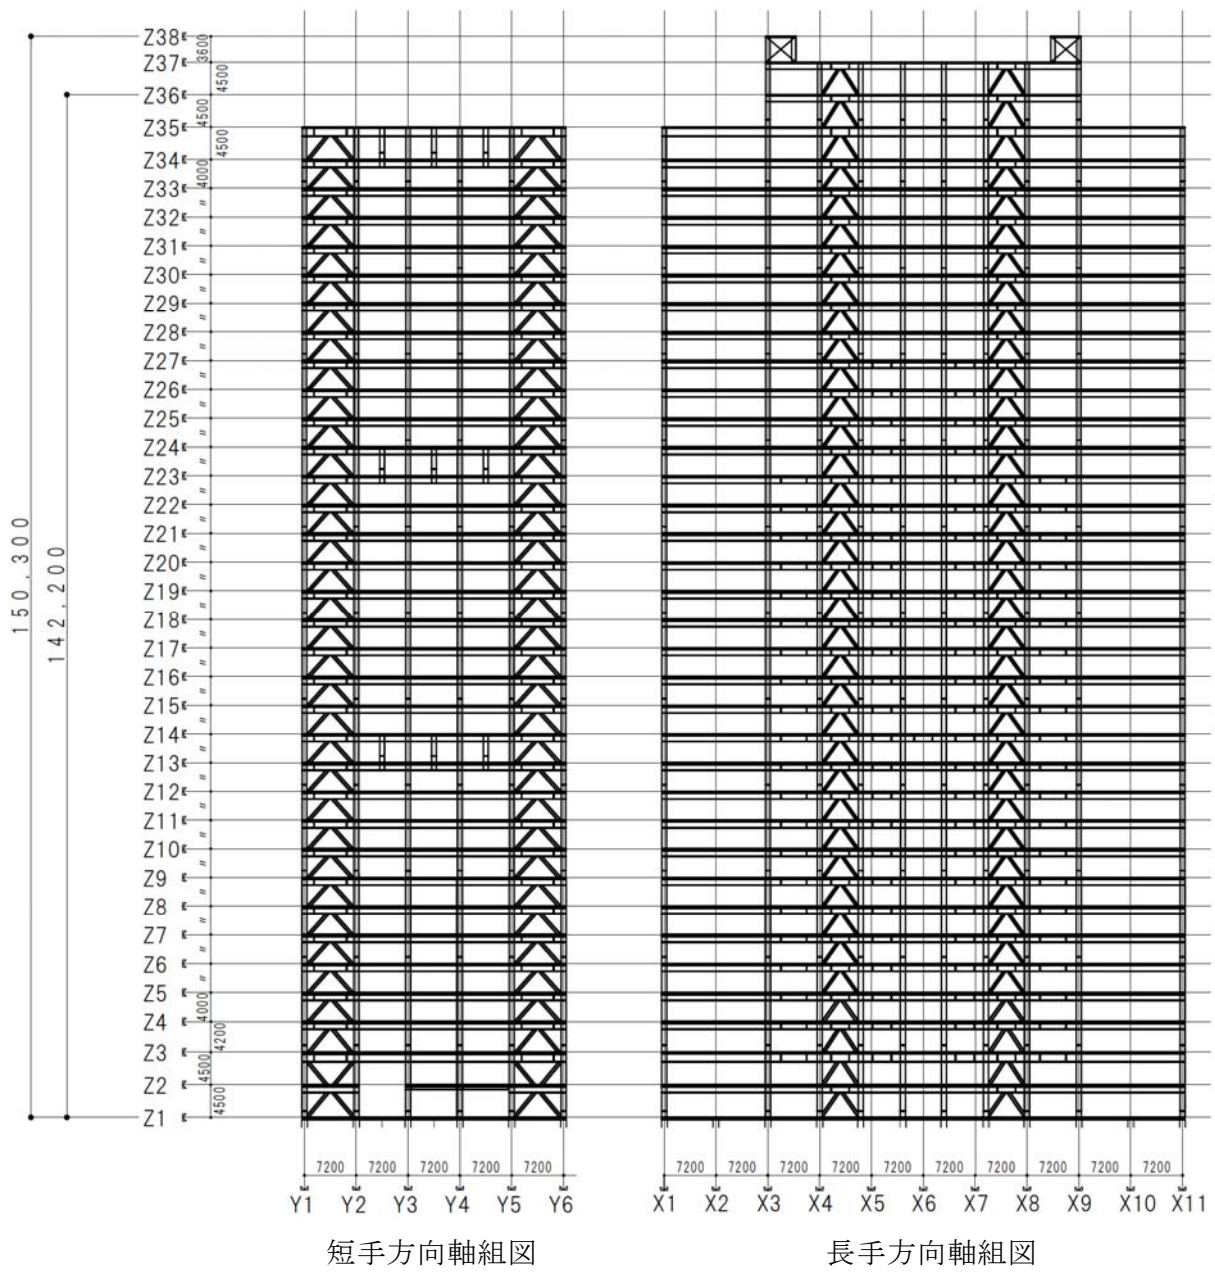 Z38
3600
Z37
4500
Z36
4500
Z35
4500
Z34
4000
Z33
〃
Z32
〃
Z31
〃
Z30
〃
Z29
〃
Z28
〃
Z27
〃
Z26
〃
Z25
〃
Z24
〃
Z23
〃
Z22
〃
Z21
〃
Z20
〃
Z19
〃
Z18
〃
Z17
〃
Z16
〃
Z15
〃
Z14
〃
Z13
〃
Z12
〃
Z11
〃
Z10
〃
Z9
〃
Z8
〃
Z7
〃
Z6
〃
Z5
4000
Z4
4200
Z3
4500
Z2
4500
Z1
150,300
142,200
7200 7200 7200 7200 7200
Y1 Y2 Y3 Y4 Y5 Y6
短手方向軸組図
7200 7200 7200 7200 7200 7200 7200 7200 7200 7200
X1 X2 X3 X4 X5 X6 X7 X8 X9 X10 X11
長手方向軸組図